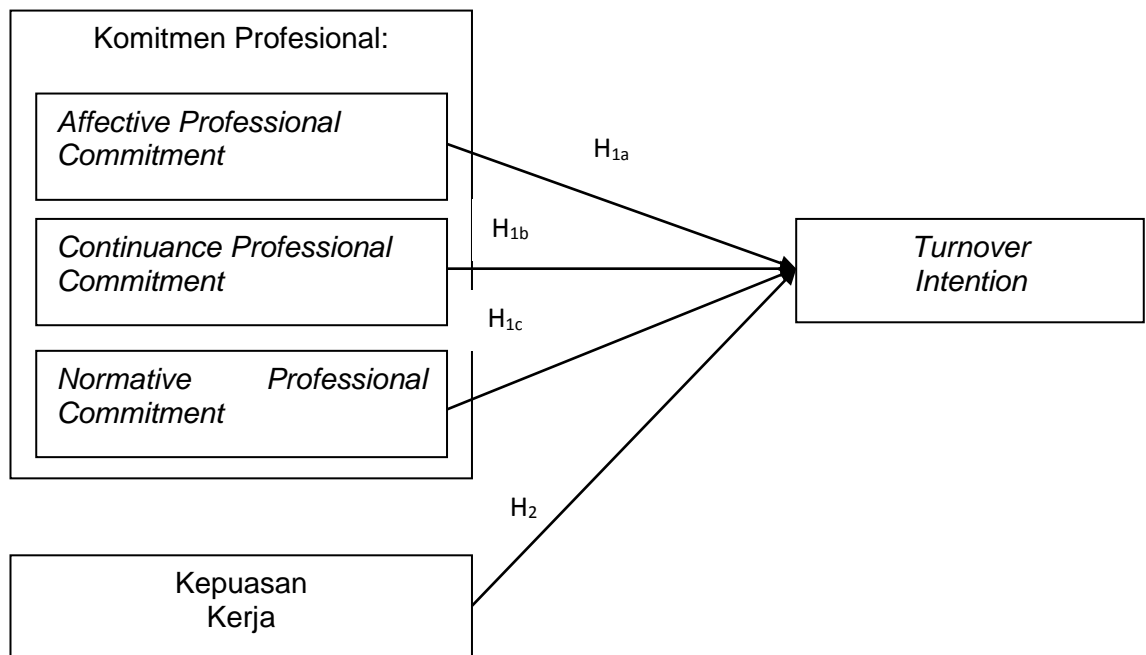 Komitmen Profesional:
Affective Professional
Commitment
H1a
Continuance Professional
Commitment
H1b
Turnover
Intention
H1c
Normative Professional
Commitment
H2
Kepuasan
Kerja